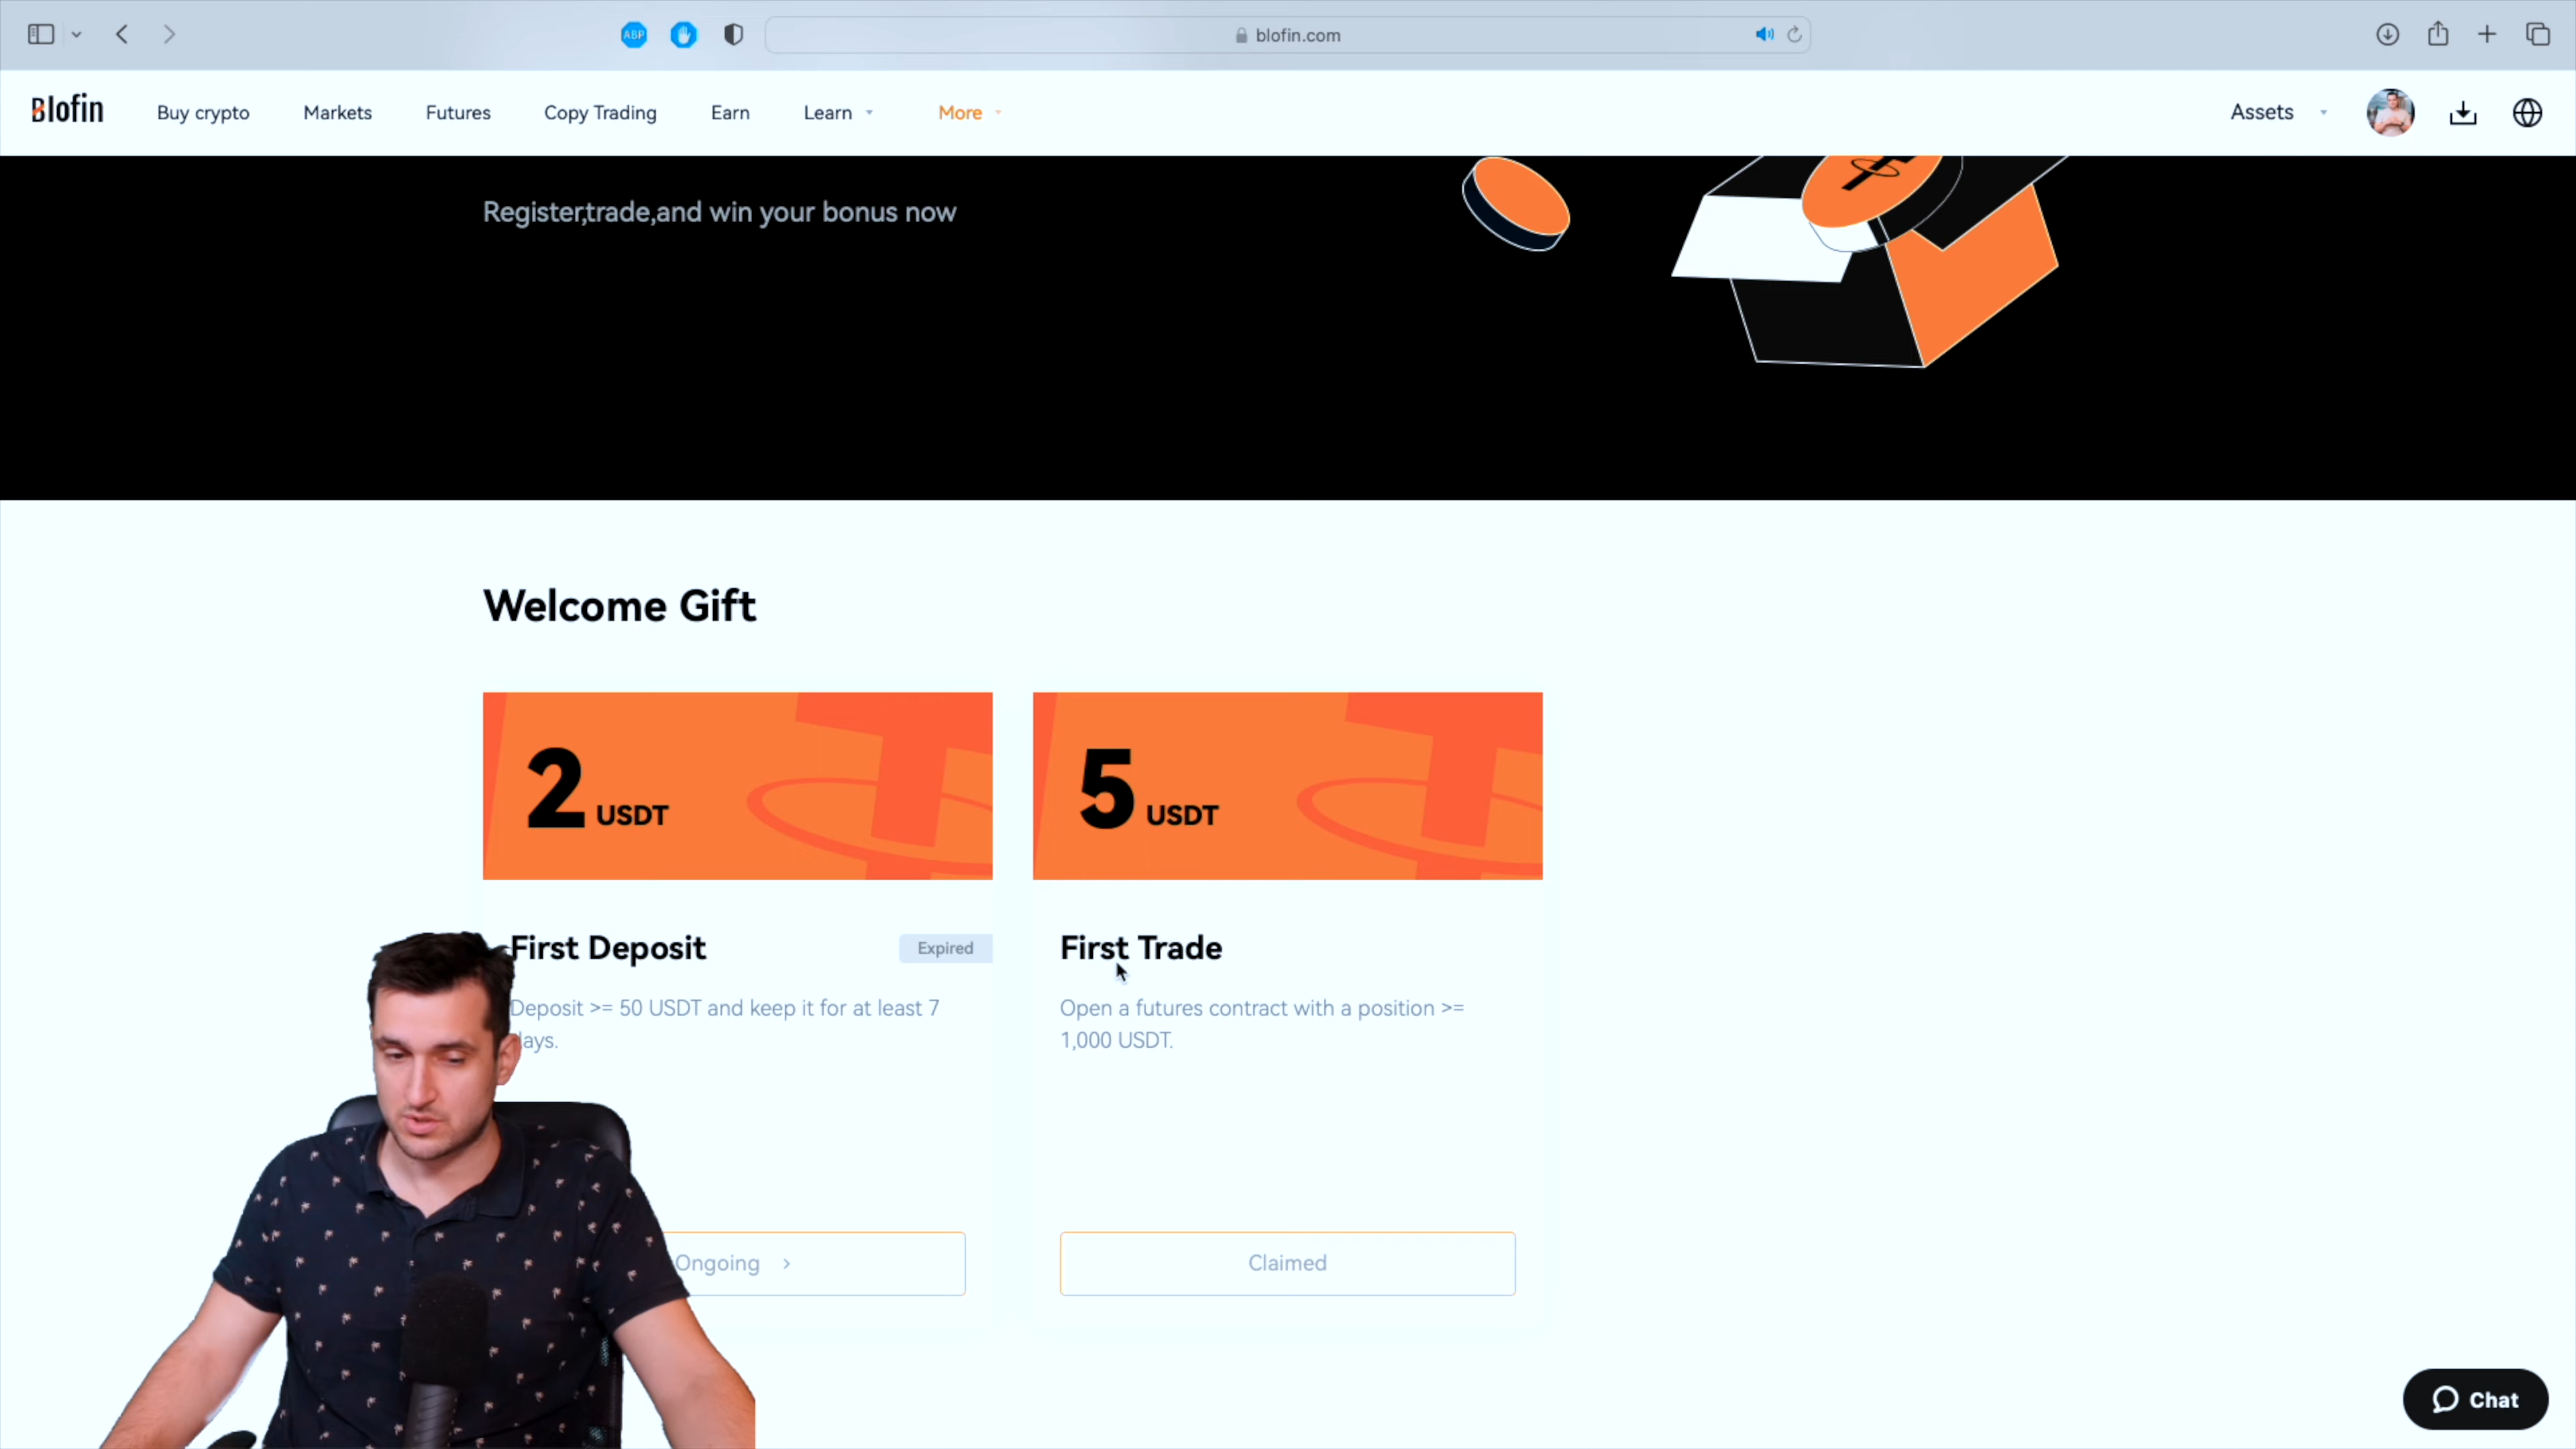 ABP
blofin.com
Blofin
Buy crypto
Markets
Futures
Copy Trading
Earn
Learn
More
Assets
Register,trade,and win your bonus now
Welcome Gift
2 USDT
5 USDT
First Deposit
Expired
Deposit >= 50 USDT and keep it for at least 7
days.
Ongoing >
First Trade
Open a futures contract with a position >=
1,000 USDT.
Claimed
Chat